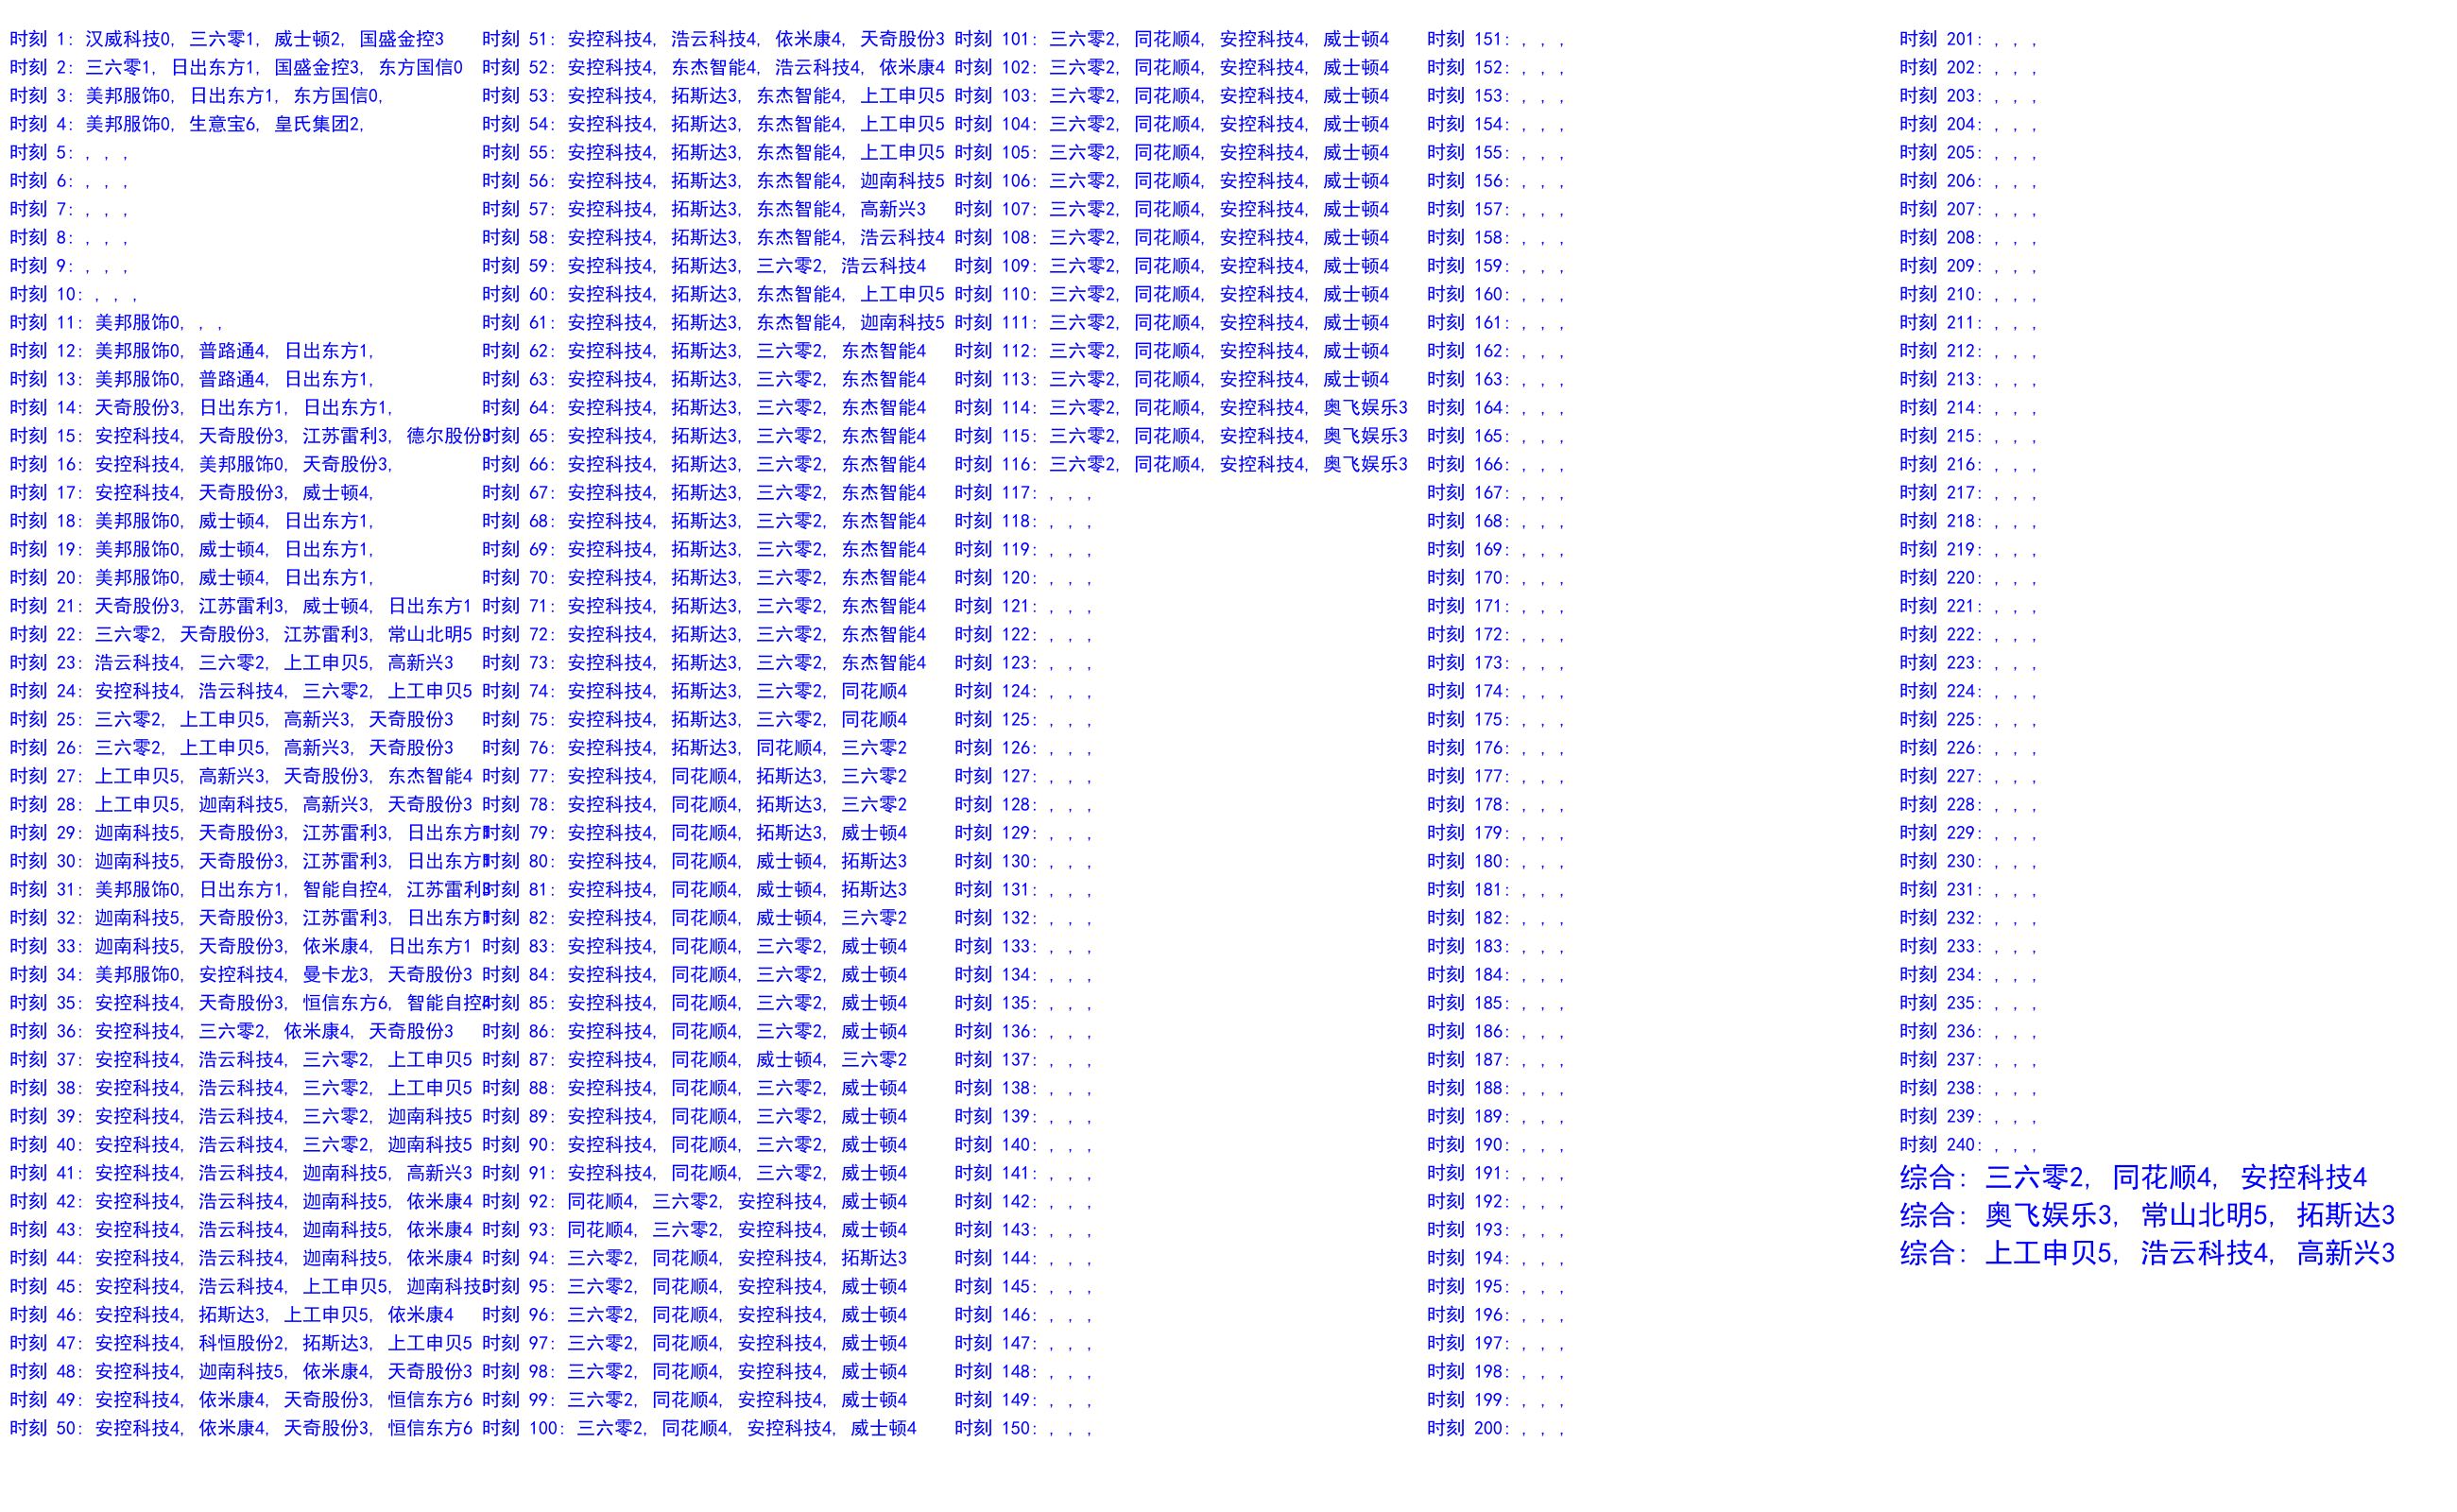 时刻 1: 汉威科技0, 三六零1, 威士顿2, 国盛金控3
时刻 2: 三六零1, 日出东方1, 国盛金控3, 东方国信0
时刻 3: 美邦服饰0, 日出东方1, 东方国信0,
时刻 4: 美邦服饰0, 生意宝6, 皇氏集团2,
时刻 5: , , ,
时刻 6: , , ,
时刻 7: , , ,
时刻 8: , , ,
时刻 9: , , ,
时刻 10: , , ,
时刻 11: 美邦服饰0, , ,
时刻 12: 美邦服饰0, 普路通4, 日出东方1,
时刻 13: 美邦服饰0, 普路通4, 日出东方1,
时刻 14: 天奇股份3, 日出东方1, 日出东方1,
时刻 15: 安控科技4, 天奇股份3, 江苏雷利3, 德尔股份3
时刻 16: 安控科技4, 美邦服饰0, 天奇股份3,
时刻 17: 安控科技4, 天奇股份3, 威士顿4,
时刻 18: 美邦服饰0, 威士顿4, 日出东方1,
时刻 19: 美邦服饰0, 威士顿4, 日出东方1,
时刻 20: 美邦服饰0, 威士顿4, 日出东方1,
时刻 21: 天奇股份3, 江苏雷利3, 威士顿4, 日出东方1
时刻 22: 三六零2, 天奇股份3, 江苏雷利3, 常山北明5
时刻 23: 浩云科技4, 三六零2, 上工申贝5, 高新兴3
时刻 24: 安控科技4, 浩云科技4, 三六零2, 上工申贝5
时刻 25: 三六零2, 上工申贝5, 高新兴3, 天奇股份3
时刻 26: 三六零2, 上工申贝5, 高新兴3, 天奇股份3
时刻 27: 上工申贝5, 高新兴3, 天奇股份3, 东杰智能4
时刻 28: 上工申贝5, 迦南科技5, 高新兴3, 天奇股份3
时刻 29: 迦南科技5, 天奇股份3, 江苏雷利3, 日出东方1
时刻 30: 迦南科技5, 天奇股份3, 江苏雷利3, 日出东方1
时刻 31: 美邦服饰0, 日出东方1, 智能自控4, 江苏雷利3
时刻 32: 迦南科技5, 天奇股份3, 江苏雷利3, 日出东方1
时刻 33: 迦南科技5, 天奇股份3, 依米康4, 日出东方1
时刻 34: 美邦服饰0, 安控科技4, 曼卡龙3, 天奇股份3
时刻 35: 安控科技4, 天奇股份3, 恒信东方6, 智能自控4
时刻 36: 安控科技4, 三六零2, 依米康4, 天奇股份3
时刻 37: 安控科技4, 浩云科技4, 三六零2, 上工申贝5
时刻 38: 安控科技4, 浩云科技4, 三六零2, 上工申贝5
时刻 39: 安控科技4, 浩云科技4, 三六零2, 迦南科技5
时刻 40: 安控科技4, 浩云科技4, 三六零2, 迦南科技5
时刻 41: 安控科技4, 浩云科技4, 迦南科技5, 高新兴3
时刻 42: 安控科技4, 浩云科技4, 迦南科技5, 依米康4
时刻 43: 安控科技4, 浩云科技4, 迦南科技5, 依米康4
时刻 44: 安控科技4, 浩云科技4, 迦南科技5, 依米康4
时刻 45: 安控科技4, 浩云科技4, 上工申贝5, 迦南科技5
时刻 46: 安控科技4, 拓斯达3, 上工申贝5, 依米康4
时刻 47: 安控科技4, 科恒股份2, 拓斯达3, 上工申贝5
时刻 48: 安控科技4, 迦南科技5, 依米康4, 天奇股份3
时刻 49: 安控科技4, 依米康4, 天奇股份3, 恒信东方6
时刻 50: 安控科技4, 依米康4, 天奇股份3, 恒信东方6
时刻 51: 安控科技4, 浩云科技4, 依米康4, 天奇股份3
时刻 52: 安控科技4, 东杰智能4, 浩云科技4, 依米康4
时刻 53: 安控科技4, 拓斯达3, 东杰智能4, 上工申贝5
时刻 54: 安控科技4, 拓斯达3, 东杰智能4, 上工申贝5
时刻 55: 安控科技4, 拓斯达3, 东杰智能4, 上工申贝5
时刻 56: 安控科技4, 拓斯达3, 东杰智能4, 迦南科技5
时刻 57: 安控科技4, 拓斯达3, 东杰智能4, 高新兴3
时刻 58: 安控科技4, 拓斯达3, 东杰智能4, 浩云科技4
时刻 59: 安控科技4, 拓斯达3, 三六零2, 浩云科技4
时刻 60: 安控科技4, 拓斯达3, 东杰智能4, 上工申贝5
时刻 61: 安控科技4, 拓斯达3, 东杰智能4, 迦南科技5
时刻 62: 安控科技4, 拓斯达3, 三六零2, 东杰智能4
时刻 63: 安控科技4, 拓斯达3, 三六零2, 东杰智能4
时刻 64: 安控科技4, 拓斯达3, 三六零2, 东杰智能4
时刻 65: 安控科技4, 拓斯达3, 三六零2, 东杰智能4
时刻 66: 安控科技4, 拓斯达3, 三六零2, 东杰智能4
时刻 67: 安控科技4, 拓斯达3, 三六零2, 东杰智能4
时刻 68: 安控科技4, 拓斯达3, 三六零2, 东杰智能4
时刻 69: 安控科技4, 拓斯达3, 三六零2, 东杰智能4
时刻 70: 安控科技4, 拓斯达3, 三六零2, 东杰智能4
时刻 71: 安控科技4, 拓斯达3, 三六零2, 东杰智能4
时刻 72: 安控科技4, 拓斯达3, 三六零2, 东杰智能4
时刻 73: 安控科技4, 拓斯达3, 三六零2, 东杰智能4
时刻 74: 安控科技4, 拓斯达3, 三六零2, 同花顺4
时刻 75: 安控科技4, 拓斯达3, 三六零2, 同花顺4
时刻 76: 安控科技4, 拓斯达3, 同花顺4, 三六零2
时刻 77: 安控科技4, 同花顺4, 拓斯达3, 三六零2
时刻 78: 安控科技4, 同花顺4, 拓斯达3, 三六零2
时刻 79: 安控科技4, 同花顺4, 拓斯达3, 威士顿4
时刻 80: 安控科技4, 同花顺4, 威士顿4, 拓斯达3
时刻 81: 安控科技4, 同花顺4, 威士顿4, 拓斯达3
时刻 82: 安控科技4, 同花顺4, 威士顿4, 三六零2
时刻 83: 安控科技4, 同花顺4, 三六零2, 威士顿4
时刻 84: 安控科技4, 同花顺4, 三六零2, 威士顿4
时刻 85: 安控科技4, 同花顺4, 三六零2, 威士顿4
时刻 86: 安控科技4, 同花顺4, 三六零2, 威士顿4
时刻 87: 安控科技4, 同花顺4, 威士顿4, 三六零2
时刻 88: 安控科技4, 同花顺4, 三六零2, 威士顿4
时刻 89: 安控科技4, 同花顺4, 三六零2, 威士顿4
时刻 90: 安控科技4, 同花顺4, 三六零2, 威士顿4
时刻 91: 安控科技4, 同花顺4, 三六零2, 威士顿4
时刻 92: 同花顺4, 三六零2, 安控科技4, 威士顿4
时刻 93: 同花顺4, 三六零2, 安控科技4, 威士顿4
时刻 94: 三六零2, 同花顺4, 安控科技4, 拓斯达3
时刻 95: 三六零2, 同花顺4, 安控科技4, 威士顿4
时刻 96: 三六零2, 同花顺4, 安控科技4, 威士顿4
时刻 97: 三六零2, 同花顺4, 安控科技4, 威士顿4
时刻 98: 三六零2, 同花顺4, 安控科技4, 威士顿4
时刻 99: 三六零2, 同花顺4, 安控科技4, 威士顿4
时刻 100: 三六零2, 同花顺4, 安控科技4, 威士顿4
时刻 101: 三六零2, 同花顺4, 安控科技4, 威士顿4
时刻 102: 三六零2, 同花顺4, 安控科技4, 威士顿4
时刻 103: 三六零2, 同花顺4, 安控科技4, 威士顿4
时刻 104: 三六零2, 同花顺4, 安控科技4, 威士顿4
时刻 105: 三六零2, 同花顺4, 安控科技4, 威士顿4
时刻 106: 三六零2, 同花顺4, 安控科技4, 威士顿4
时刻 107: 三六零2, 同花顺4, 安控科技4, 威士顿4
时刻 108: 三六零2, 同花顺4, 安控科技4, 威士顿4
时刻 109: 三六零2, 同花顺4, 安控科技4, 威士顿4
时刻 110: 三六零2, 同花顺4, 安控科技4, 威士顿4
时刻 111: 三六零2, 同花顺4, 安控科技4, 威士顿4
时刻 112: 三六零2, 同花顺4, 安控科技4, 威士顿4
时刻 113: 三六零2, 同花顺4, 安控科技4, 威士顿4
时刻 114: 三六零2, 同花顺4, 安控科技4, 奥飞娱乐3
时刻 115: 三六零2, 同花顺4, 安控科技4, 奥飞娱乐3
时刻 116: 三六零2, 同花顺4, 安控科技4, 奥飞娱乐3
时刻 117: , , ,
时刻 118: , , ,
时刻 119: , , ,
时刻 120: , , ,
时刻 121: , , ,
时刻 122: , , ,
时刻 123: , , ,
时刻 124: , , ,
时刻 125: , , ,
时刻 126: , , ,
时刻 127: , , ,
时刻 128: , , ,
时刻 129: , , ,
时刻 130: , , ,
时刻 131: , , ,
时刻 132: , , ,
时刻 133: , , ,
时刻 134: , , ,
时刻 135: , , ,
时刻 136: , , ,
时刻 137: , , ,
时刻 138: , , ,
时刻 139: , , ,
时刻 140: , , ,
时刻 141: , , ,
时刻 142: , , ,
时刻 143: , , ,
时刻 144: , , ,
时刻 145: , , ,
时刻 146: , , ,
时刻 147: , , ,
时刻 148: , , ,
时刻 149: , , ,
时刻 150: , , ,
时刻 151: , , ,
时刻 152: , , ,
时刻 153: , , ,
时刻 154: , , ,
时刻 155: , , ,
时刻 156: , , ,
时刻 157: , , ,
时刻 158: , , ,
时刻 159: , , ,
时刻 160: , , ,
时刻 161: , , ,
时刻 162: , , ,
时刻 163: , , ,
时刻 164: , , ,
时刻 165: , , ,
时刻 166: , , ,
时刻 167: , , ,
时刻 168: , , ,
时刻 169: , , ,
时刻 170: , , ,
时刻 171: , , ,
时刻 172: , , ,
时刻 173: , , ,
时刻 174: , , ,
时刻 175: , , ,
时刻 176: , , ,
时刻 177: , , ,
时刻 178: , , ,
时刻 179: , , ,
时刻 180: , , ,
时刻 181: , , ,
时刻 182: , , ,
时刻 183: , , ,
时刻 184: , , ,
时刻 185: , , ,
时刻 186: , , ,
时刻 187: , , ,
时刻 188: , , ,
时刻 189: , , ,
时刻 190: , , ,
时刻 191: , , ,
时刻 192: , , ,
时刻 193: , , ,
时刻 194: , , ,
时刻 195: , , ,
时刻 196: , , ,
时刻 197: , , ,
时刻 198: , , ,
时刻 199: , , ,
时刻 200: , , ,
时刻 201: , , ,
时刻 202: , , ,
时刻 203: , , ,
时刻 204: , , ,
时刻 205: , , ,
时刻 206: , , ,
时刻 207: , , ,
时刻 208: , , ,
时刻 209: , , ,
时刻 210: , , ,
时刻 211: , , ,
时刻 212: , , ,
时刻 213: , , ,
时刻 214: , , ,
时刻 215: , , ,
时刻 216: , , ,
时刻 217: , , ,
时刻 218: , , ,
时刻 219: , , ,
时刻 220: , , ,
时刻 221: , , ,
时刻 222: , , ,
时刻 223: , , ,
时刻 224: , , ,
时刻 225: , , ,
时刻 226: , , ,
时刻 227: , , ,
时刻 228: , , ,
时刻 229: , , ,
时刻 230: , , ,
时刻 231: , , ,
时刻 232: , , ,
时刻 233: , , ,
时刻 234: , , ,
时刻 235: , , ,
时刻 236: , , ,
时刻 237: , , ,
时刻 238: , , ,
时刻 239: , , ,
时刻 240: , , ,
综合: 三六零2, 同花顺4, 安控科技4
综合: 奥飞娱乐3, 常山北明5, 拓斯达3
综合: 上工申贝5, 浩云科技4, 高新兴3